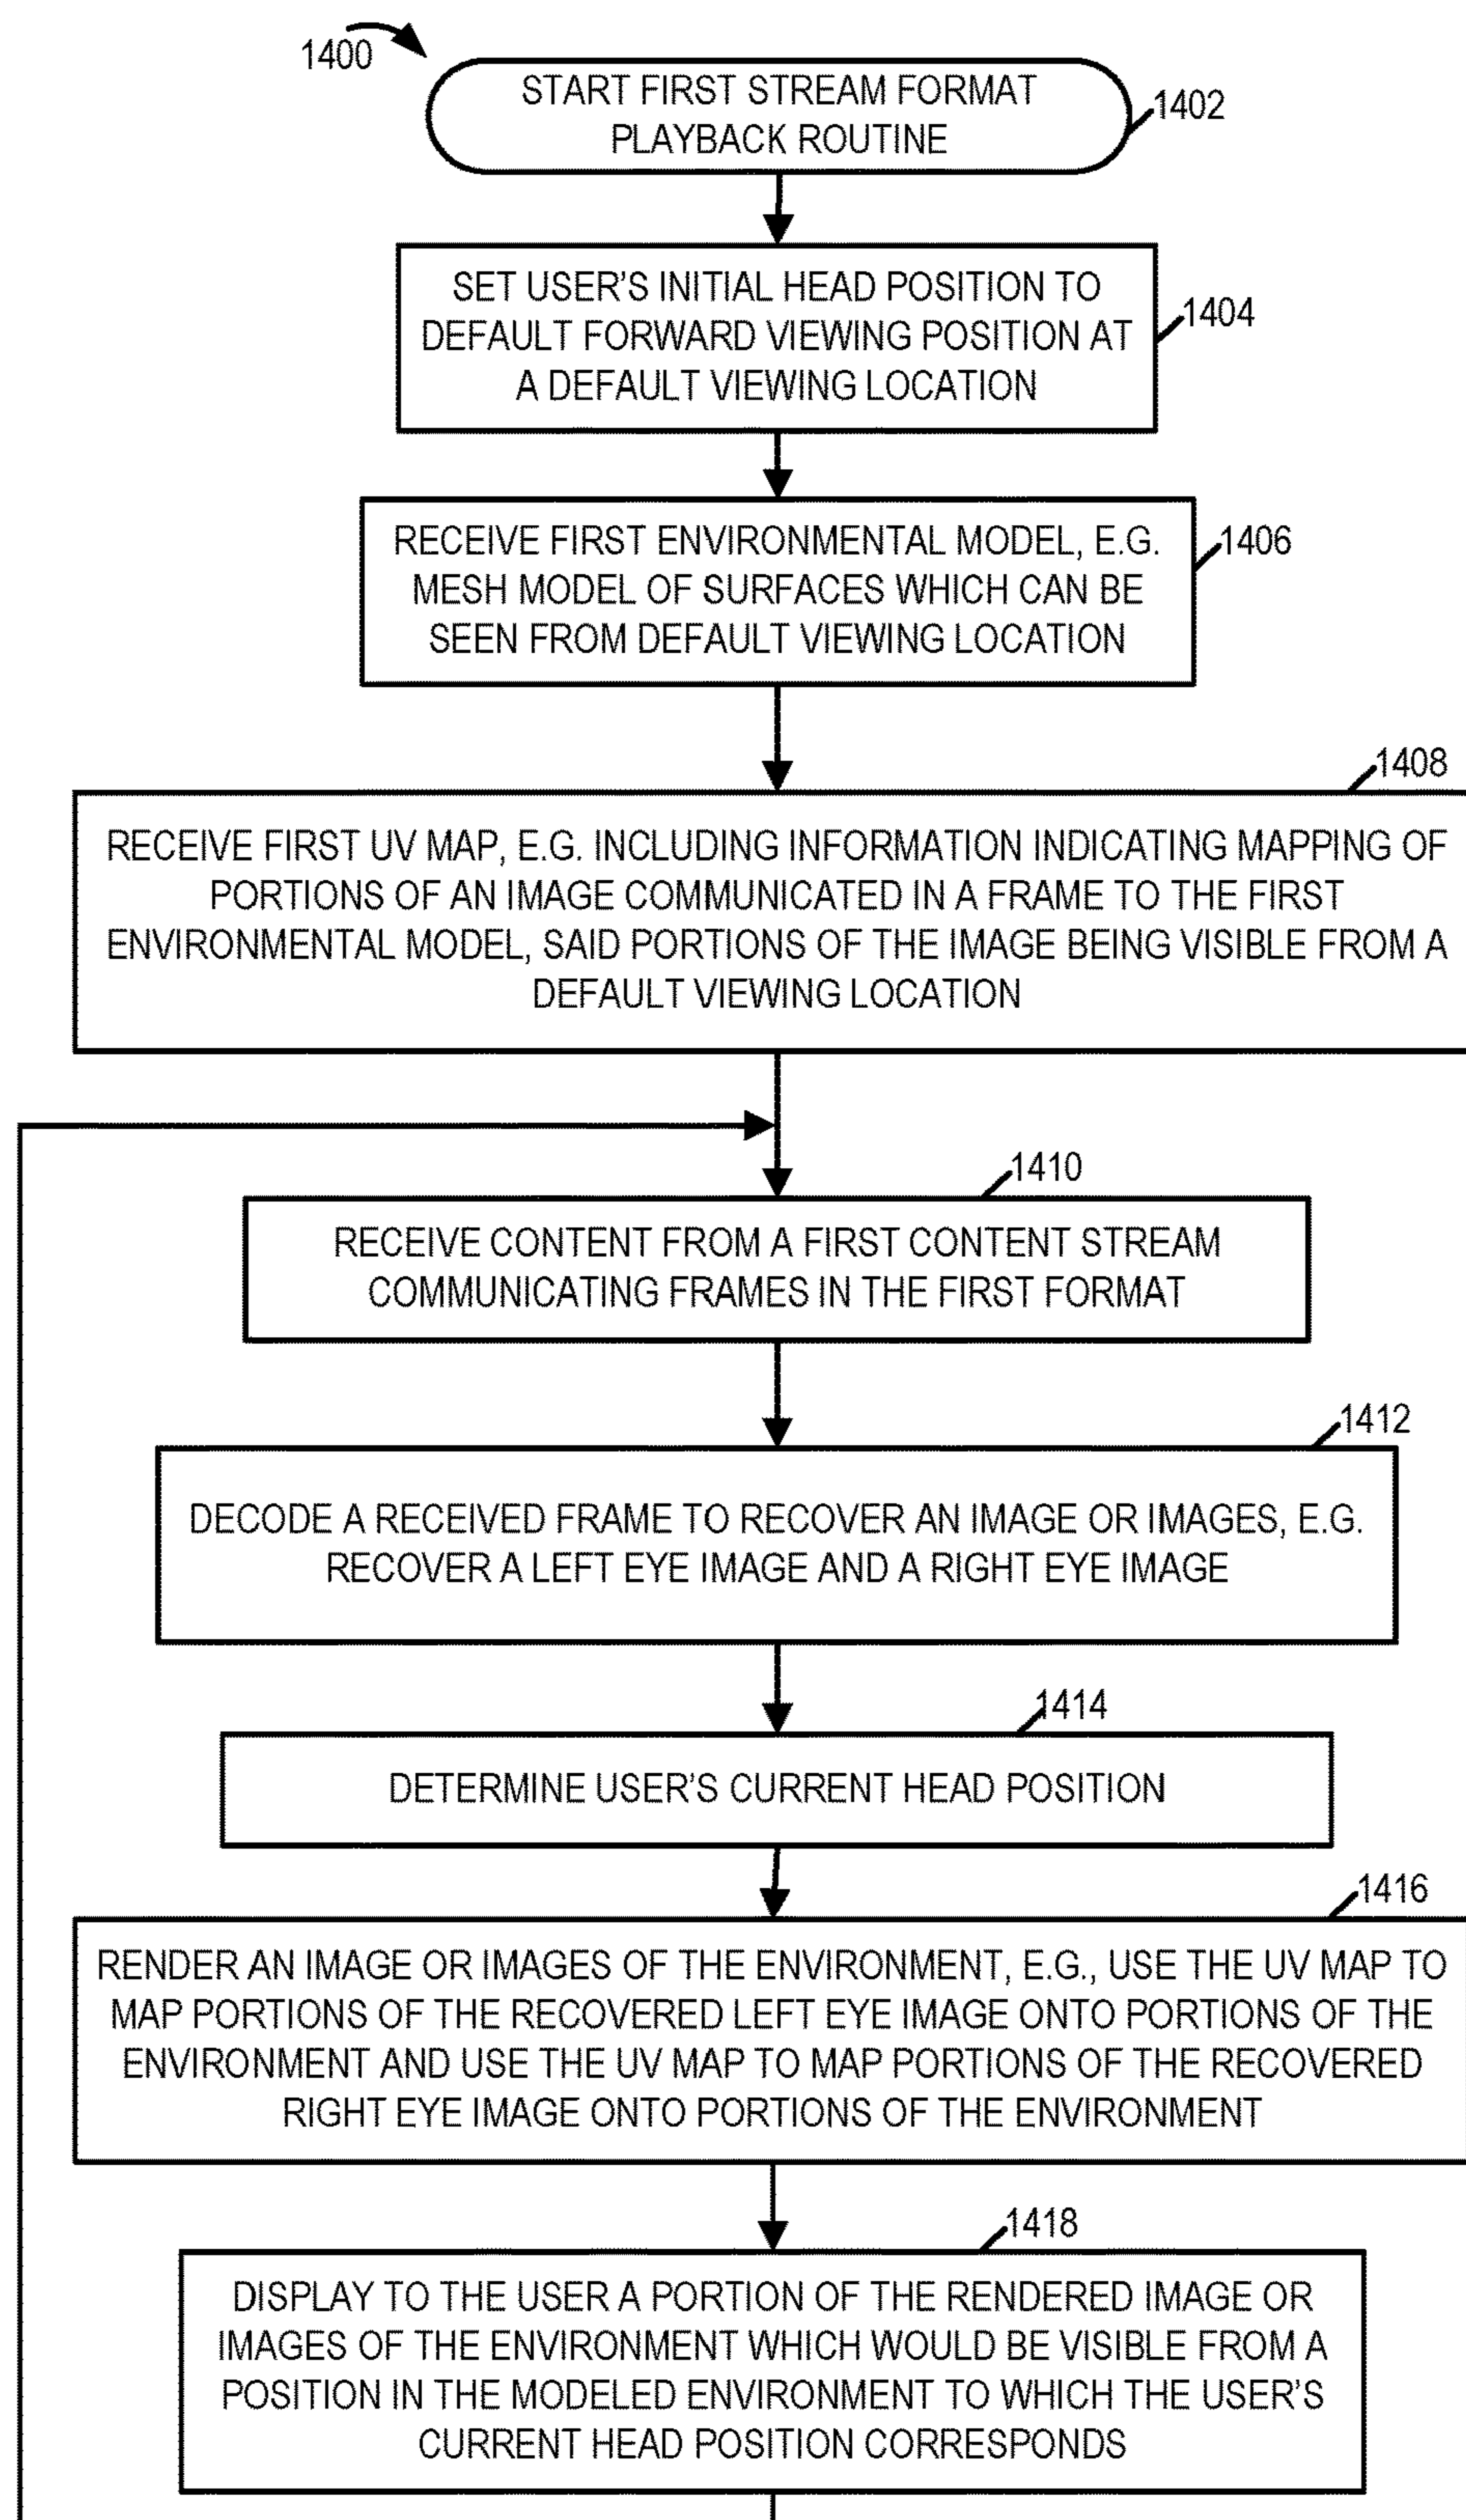 1400
START FIRST STREAM FORMAT
PLAYBACK ROUTINE
1402
SET USER'S INITIAL HEAD POSITION TO
DEFAULT FORWARD VIEWING POSITION AT
A DEFAULT VIEWING LOCATION
1404
RECEIVE FIRST ENVIRONMENTAL MODEL, E.G.
MESH MODEL OF SURFACES WHICH CAN BE
SEEN FROM DEFAULT VIEWING LOCATION
1406
1408
RECEIVE FIRST UV MAP, E.G. INCLUDING INFORMATION INDICATING MAPPING OF
PORTIONS OF AN IMAGE COMMUNICATED IN A FRAME TO THE FIRST
ENVIRONMENTAL MODEL, SAID PORTIONS OF THE IMAGE BEING VISIBLE FROM A
DEFAULT VIEWING LOCATION
1410
RECEIVE CONTENT FROM A FIRST CONTENT STREAM
COMMUNICATING FRAMES IN THE FIRST FORMAT
1412
DECODE A RECEIVED FRAME TO RECOVER AN IMAGE OR IMAGES, E.G.
RECOVER A LEFT EYE IMAGE AND A RIGHT EYE IMAGE
1414
DETERMINE USER'S CURRENT HEAD POSITION
1416
RENDER AN IMAGE OR IMAGES OF THE ENVIRONMENT, E.G., USE THE UV MAP TO
MAP PORTIONS OF THE RECOVERED LEFT EYE IMAGE ONTO PORTIONS OF THE
ENVIRONMENT AND USE THE UV MAP TO MAP PORTIONS OF THE RECOVERED
RIGHT EYE IMAGE ONTO PORTIONS OF THE ENVIRONMENT
1418
DISPLAY TO THE USER A PORTION OF THE RENDERED IMAGE OR
IMAGES OF THE ENVIRONMENT WHICH WOULD BE VISIBLE FROM A
POSITION IN THE MODELED ENVIRONMENT TO WHICH THE USER'S
CURRENT HEAD POSITION CORRESPONDS